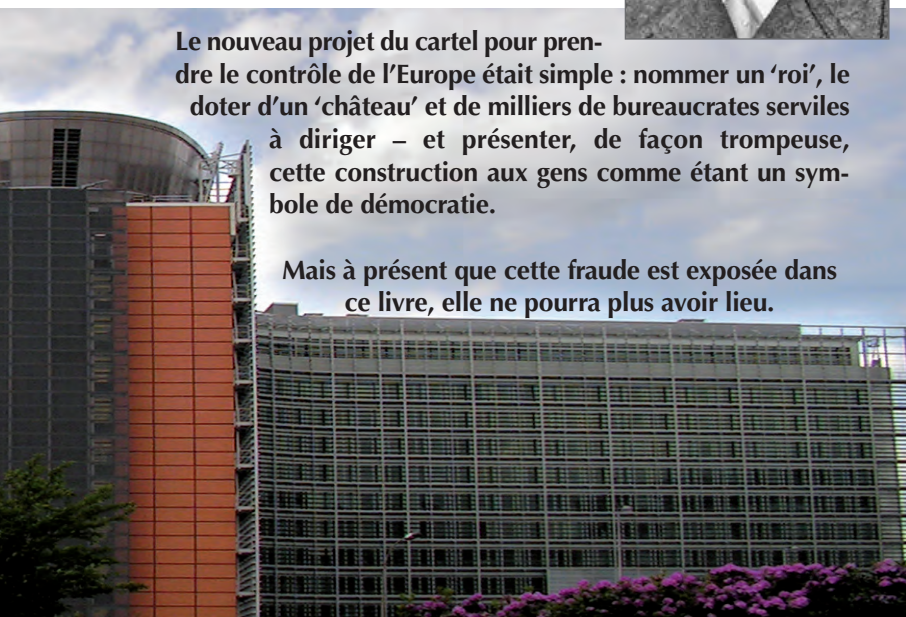 Le nouveau projet du cartel pour pren-
dre le contrôle de l’Europe était simple : nommer un ‘roi’, le
doter d’un ‘château’ et de milliers de bureaucrates serviles
à diriger – et présenter, de façon trompeuse,
cette construction aux gens comme étant un sym-
bole de démocratie.
Mais à présent que cette fraude est exposée dans
ce livre, elle ne pourra plus avoir lieu.